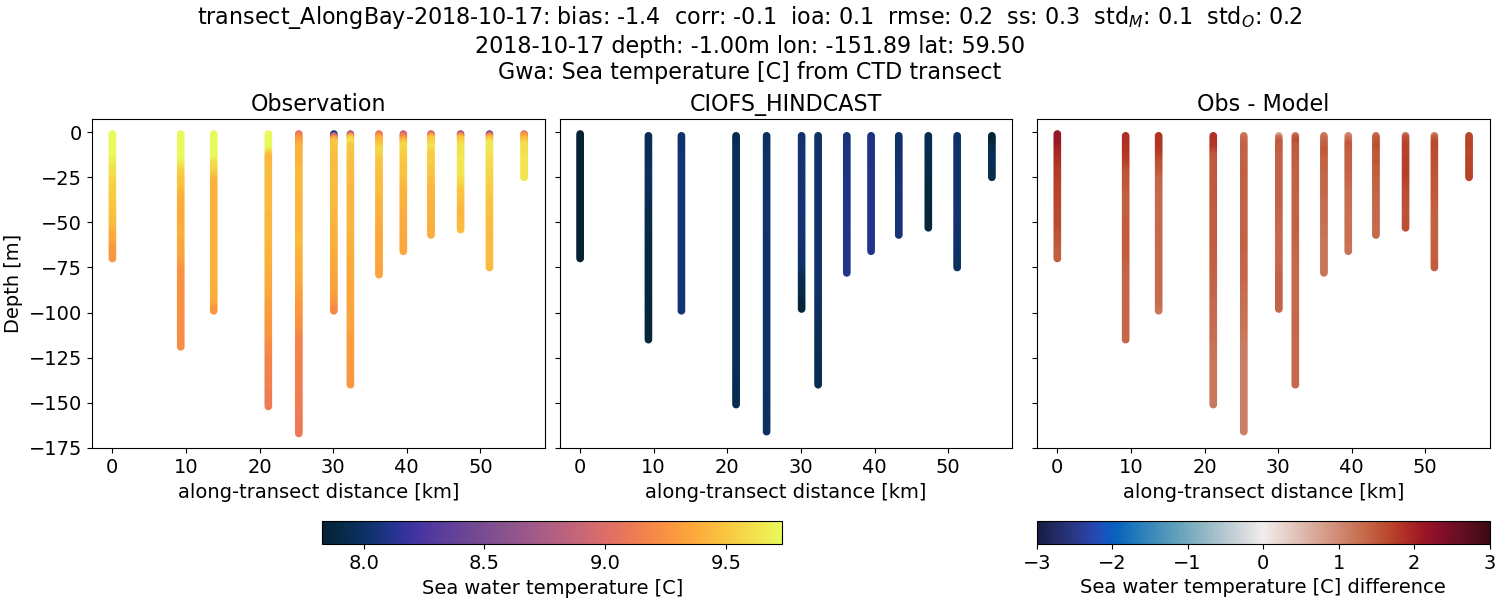 transect_AlongBay-2018-10-17: bias: -1.4  corr: -0.1  ioa: 0.1  rmse: 0.2  ss: 0.3  std_M: 0.1  std_O: 0.2
2018-10-17 depth: -1.00m lon: -151.89 lat: 59.50
Gwa: Sea temperature [C] from CTD transect
Observation
CIOFS_HINDCAST
Obs - Model
Depth [m]
0
−25
−50
−75
−100
−125
−150
−175
0 10 20 30 40 50
0 10 20 30 40 50
0 10 20 30 40 50
along-transect distance [km]
along-transect distance [km]
along-transect distance [km]
8.0 8.5 9.0 9.5
Sea water temperature [C]
−3 −2 −1 0 1 2 3
Sea water temperature [C] difference